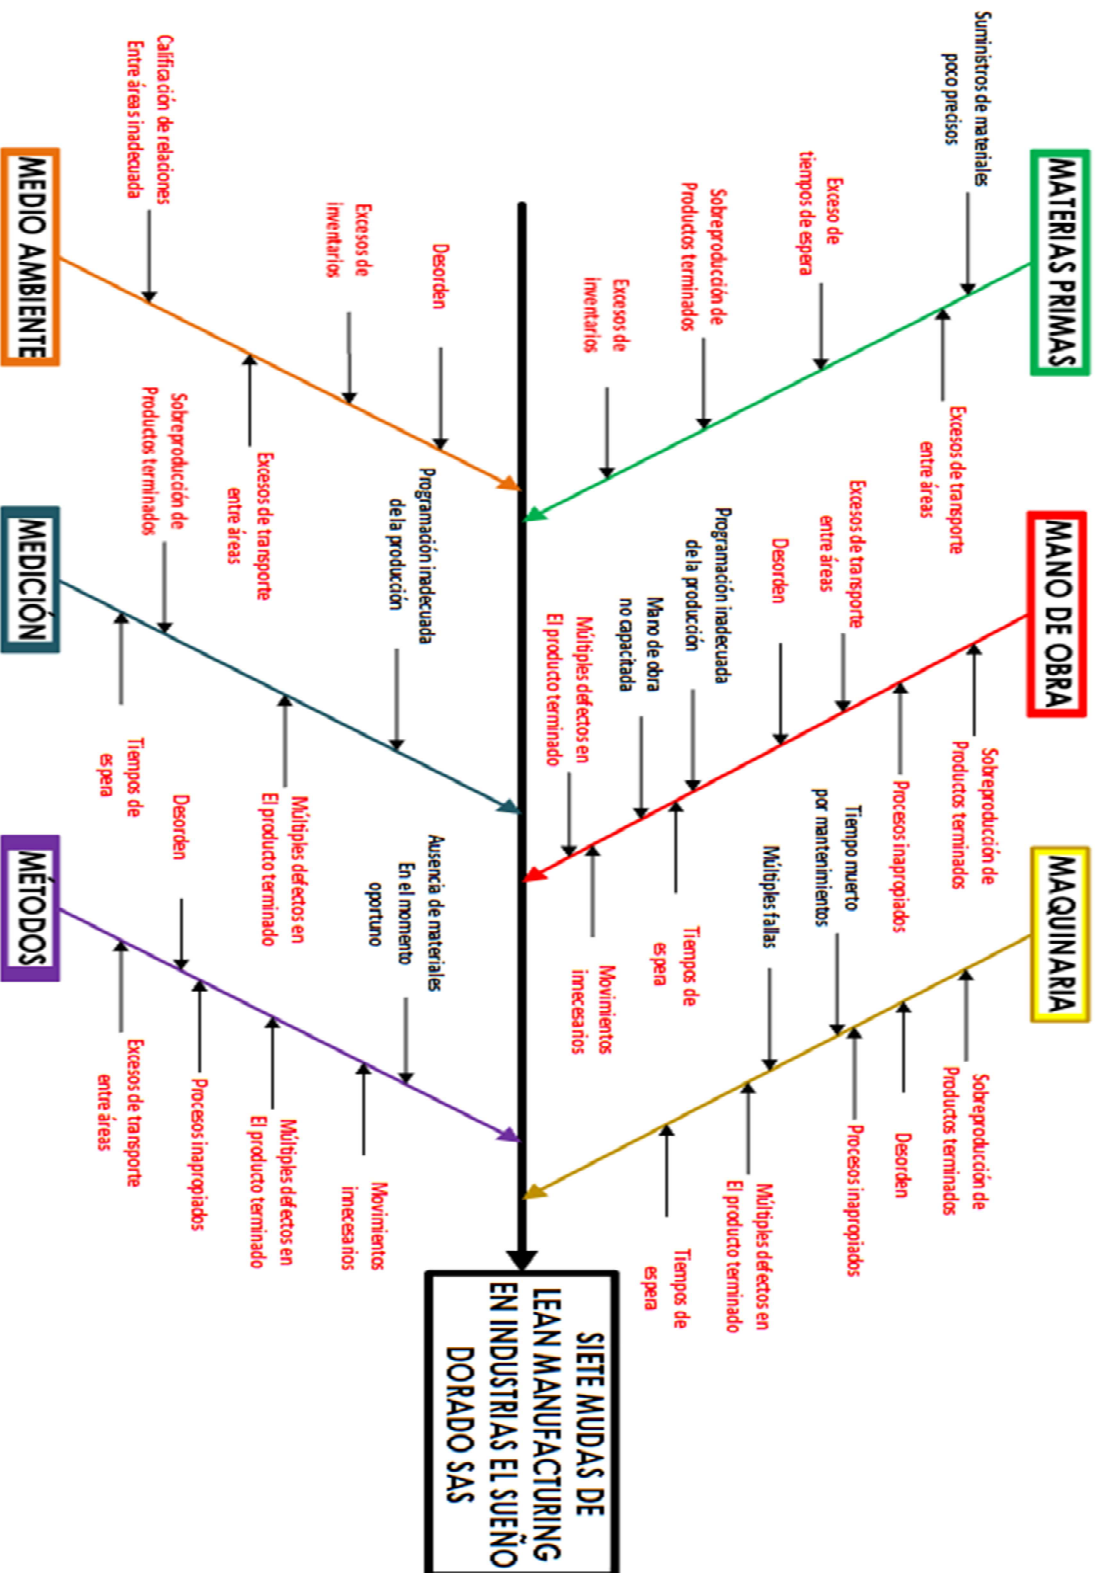 MATERIAS PRIMAS
Suministros de materiales
poco precisos
Excesos de transporte
entre áreas
Exceso de
tiempos de espera
Sobreproducción de
Productos terminados
Excesos de
inventarios
MANO DE OBRA
Sobreproducción de
Productos terminados
Procesos inapropiados
Excesos de transporte
entre áreas
Desorden
Programación inadecuada
de la producción
Tiempos de
espera
Mano de obra
no capacitada
Movimientos
innecesarios
Múltiples defectos en
El producto terminado
MAQUINARIA
Sobreproducción de
Productos terminados
Desorden
Tiempo muerto
por mantenimientos
Procesos inapropiados
Múltiples fallas
Múltiples defectos en
El producto terminado
Tiempos de
espera
SIETE MUDAS DE
LEAN MANUFACTURING
EN INDUSTRIAS EL SUEÑO
DORADO SAS
Desorden
Excesos de
inventarios
Excesos de transporte
entre áreas
Calificación de relaciones
Entre áreas inadecuada
MEDIO AMBIENTE
Programación inadecuada
de la producción
Múltiples defectos en
El producto terminado
Sobreproducción de
Productos terminados
Tiempos de
espera
MEDICIÓN
Ausencia de materiales
En el momento
oportuno
Movimientos
innecesarios
Múltiples defectos en
El producto terminado
Procesos inapropiados
Desorden
Excesos de transporte
entre áreas
MÉTODOS